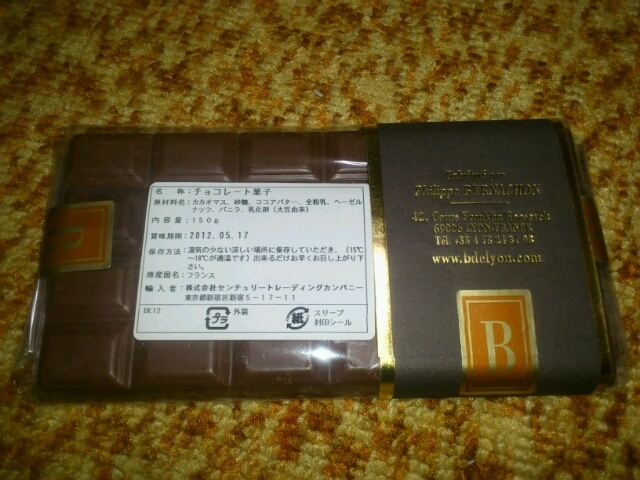 名　　称：チョコレート菓子
原材料名：カカオマス、砂糖、ココアバター、全粉乳、ヘーゼル
ナッツ、バニラ、乳化剤（大豆由来）
内 容 量：150g
賞味期限：2012.05.17
保存方法：湿気の少ない涼しい場所に保存していただき、（15℃
～18℃が適温です）出来るだけお早くお召し上がり下
さい。
原産国名：フランス
輸 入 者：株式会社センチュリートレーディングカンパニー
東京都新宿区新宿5-17-11
BE12
プラ 外装
紙 スリーブ
封印シール
Fabriqué par
Philippe BERNACHON
42, Cours Franklin Roosevelt
69006 LYON-FRANCE
www.bdelyon.com
B